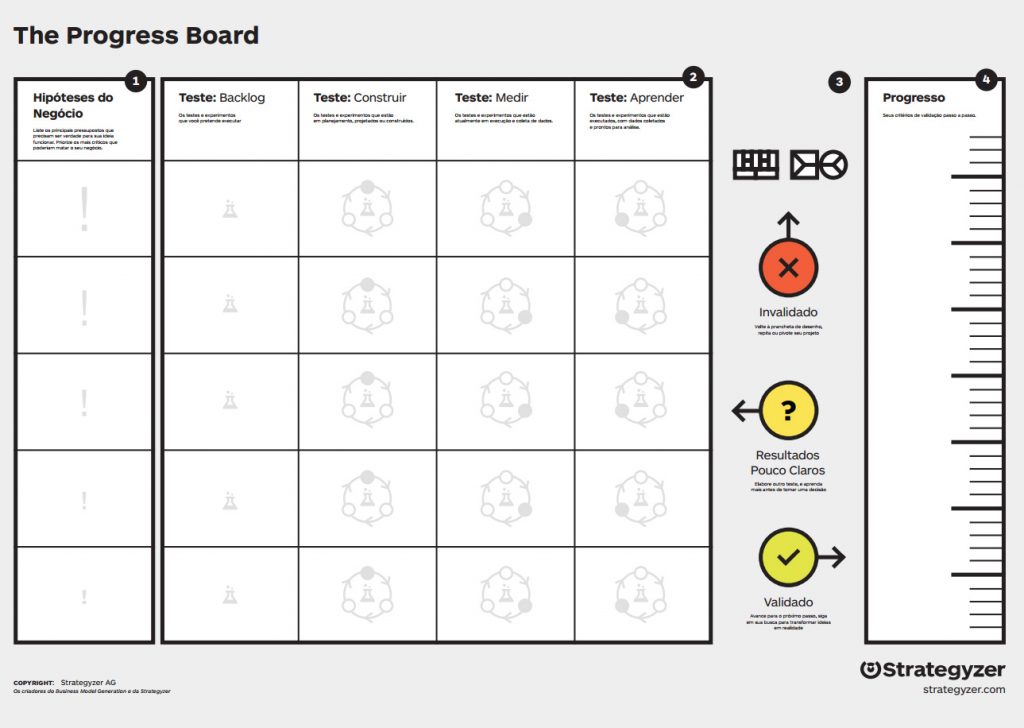 The Progress Board
1
Hipóteses do
Negócio
Liste os principais pressupostos que
precisam ser verdade para sua ideia
funcionar. Priorize os mais críticos que
poderiam matar o seu negócio.
2
Teste: Backlog
Os testes e experimentos
que você pretende executar
Teste: Construir
Os testes e experimentos que estão
em planejamento, projetados ou construídos.
Teste: Medir
Os testes e experimentos que estão
atualmente em execução e coleta de dados.
Teste: Aprender
Os testes e experimentos que estão
executados, com dados coletados
e prontos para análise.
3
Invalidado
Volte à prancheta de desenho,
repita ou pivote seu projeto
?
Resultados
Pouco Claros
Elabore outro teste, e aprenda
mais antes de tomar uma decisão
Validado
Avance para o próximo passo, siga
em sua busca para transformar ideias
em realidade
4
Progresso
Seus critérios de validação passo a passo.
COPYRIGHT: Strategyzer AG
Os criadores do Business Model Generation e da Strategyzer
Strategyzer
strategyzer.com